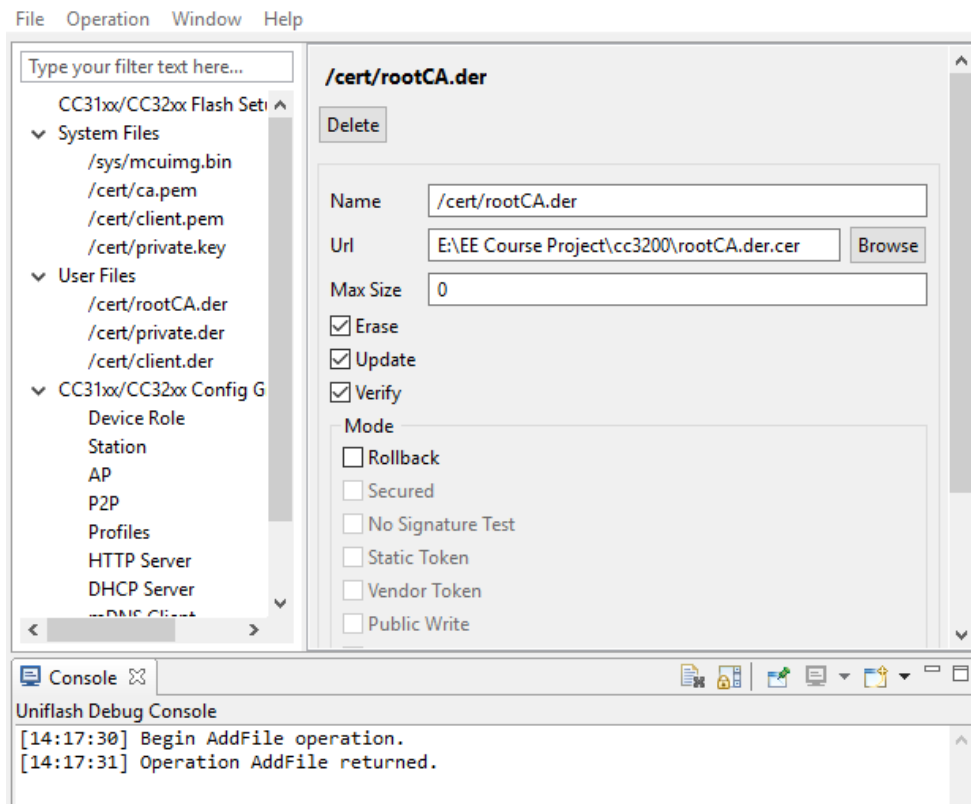 File Operation Window Help
Type your filter text here...
CC31xx/CC32xx Flash Setu
System Files
/sys/mcuimg.bin
/cert/ca.pem
/cert/client.pem
/cert/private.key
User Files
/cert/rootCA.der
/cert/private.der
/cert/client.der
CC31xx/CC32xx Config G
Device Role
Station
AP
P2P
Profiles
HTTP Server
DHCP Server
mDNS Client
/cert/rootCA.der
Delete
Name /cert/rootCA.der
Url E:\EE Course Project\cc3200\rootCA.der.cer Browse
Max Size 0
Erase
Update
Verify
Mode
Rollback
Secured
No Signature Test
Static Token
Vendor Token
Public Write
Console
Uniflash Debug Console
[14:17:30] Begin AddFile operation.
[14:17:31] Operation AddFile returned.